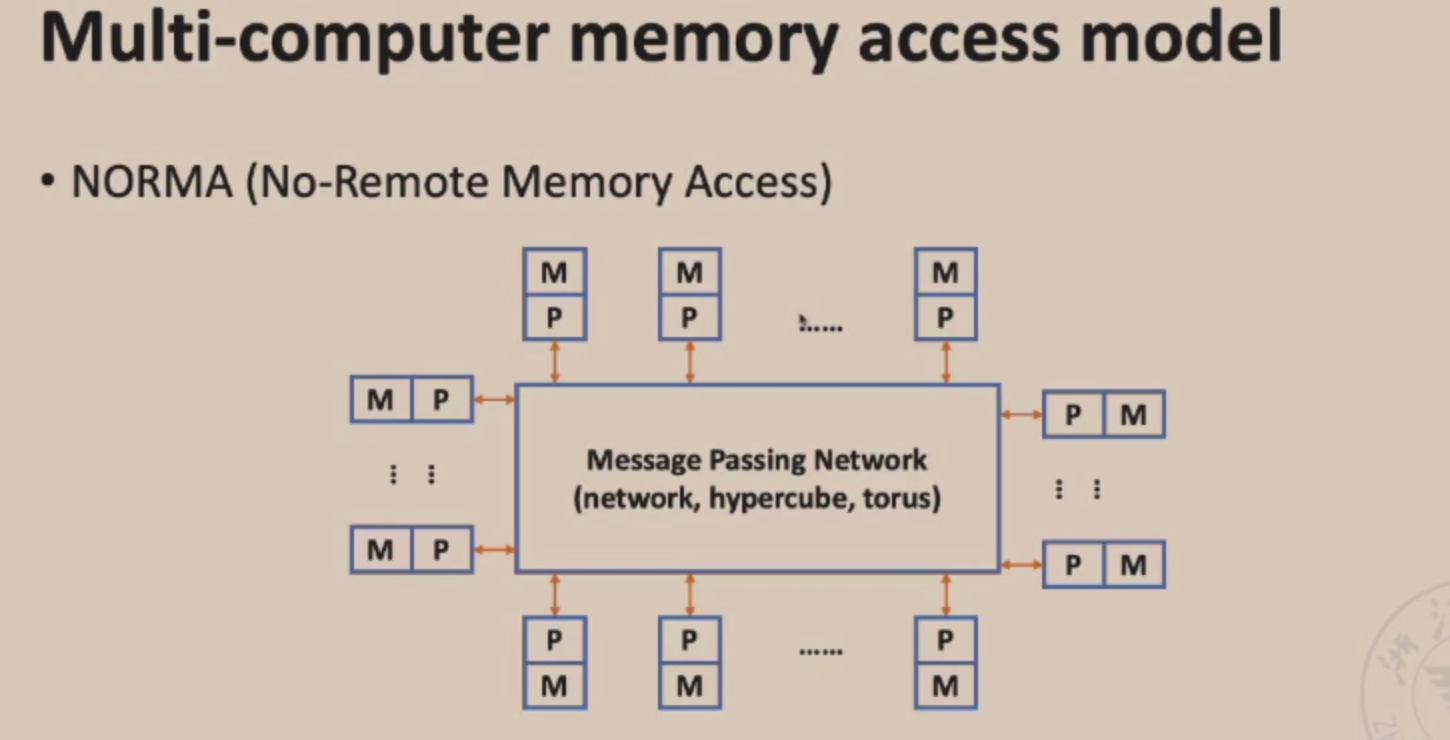 Multi-computer memory access model
• NORMA (No-Remote Memory Access)
M M M
P P ...... P
M P
P M
Message Passing Network
(network, hypercube, torus)
M P
P M
P P ...... P
M M M